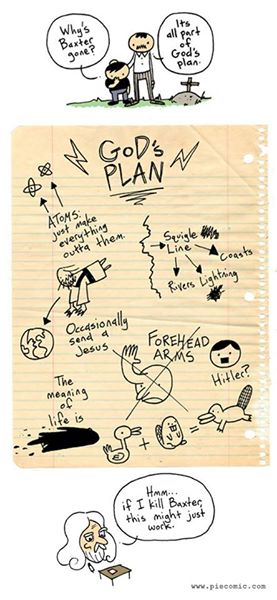 Why's
Baxter
gone?
Its
all part
of
God's
plan.
GOD's
PLAN
ATOMS:
just make
everything
outta them.
Squigle
Line
Coasts
Rivers
Lightning
Occasionally
send a
Jesus
FOREHEAD
ARMS
Hitler?
The
meaning
of
life is
+
=
Hmm...
if I kill Baxter,
this might just
work.
www.piecomic.com